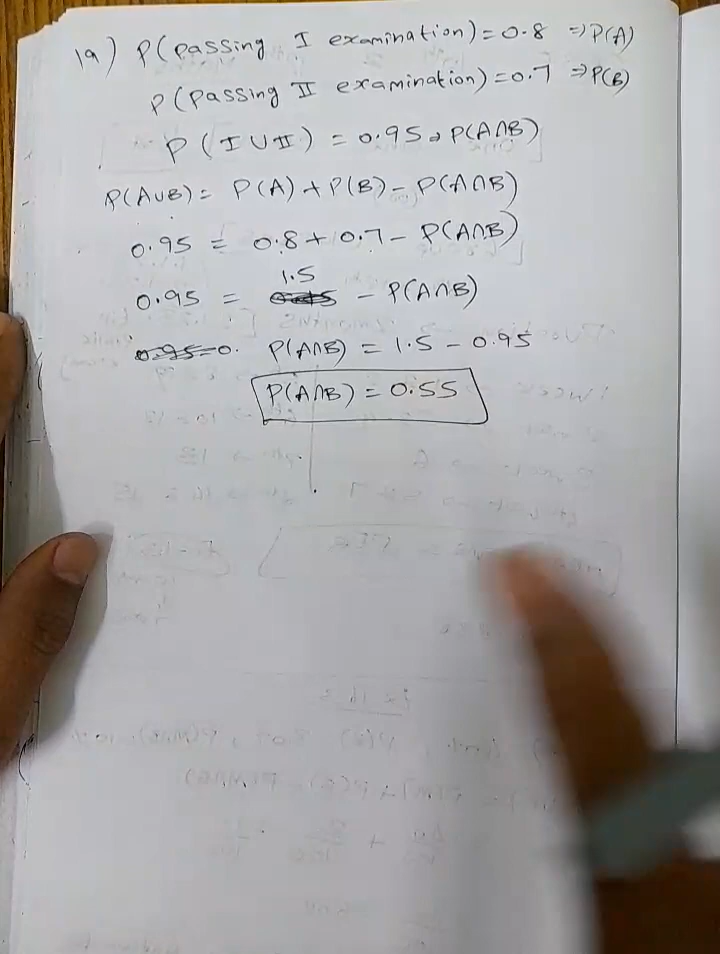 19) P(passing I examination) = 0.8 ⇒ P(A)
P(passing II examination) = 0.7 ⇒ P(B)
P(I ∪ II) = 0.95 ⇒ P(A∩B)
P(A∪B) = P(A) + P(B) - P(A∩B)
0.95 = 0.8 + 0.7 - P(A∩B)
0.95 = 1.5 - P(A∩B)
P(A∩B) = 1.5 - 0.95
P(A∩B) = 0.55